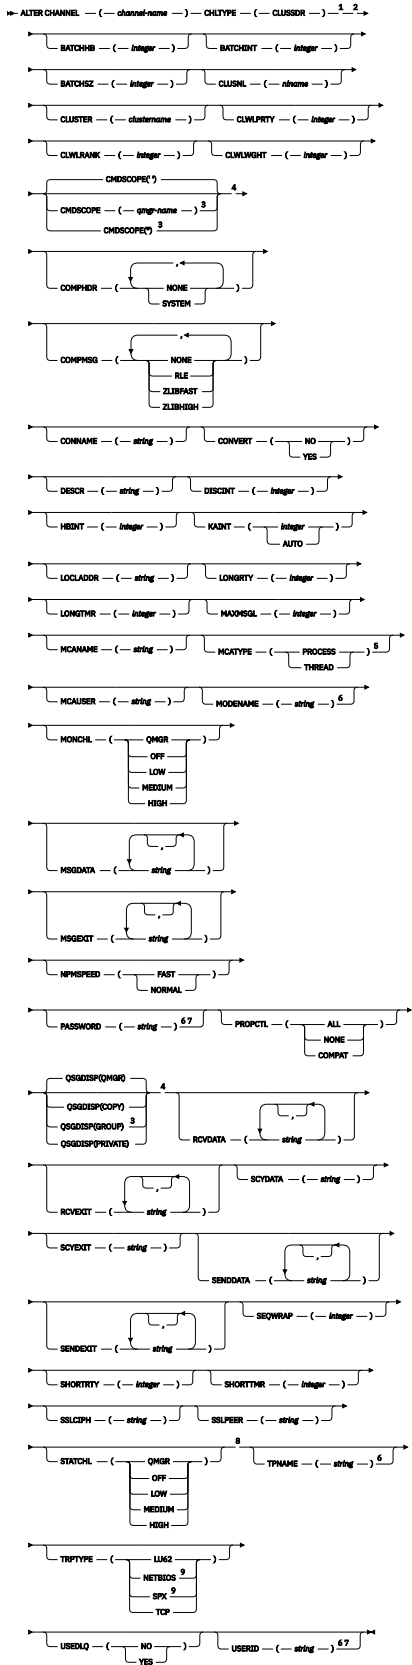 ALTER CHANNEL ( channel-name ) CHLTYPE ( CLUSSDR ) 1 2
BATCHHB ( integer ) BATCHINT ( integer )
BATCHSZ ( integer ) CLUSNL ( nlname )
CLUSTER ( clustername ) CLWLPRTY ( integer )
CLWLRANK ( integer ) CLWLWGHT ( integer )
CMDSCOPE(' ')
4
CMDSCOPE ( qmgr-name ) 3
CMDSCOPE(*) 3
,
COMPHDR ( NONE )
SYSTEM
,
COMPMSG ( NONE )
RLE
ZLIBFAST
ZLIBHIGH
CONNAME ( string ) CONVERT ( NO )
YES
DESCR ( string ) DISCINT ( integer )
HBINT ( integer ) KAINT ( integer )
AUTO
LOCLADDR ( string ) LONGRTY ( integer )
LONGTMR ( integer ) MAXMSGL ( integer )
MCANAME ( string ) MCATYPE ( PROCESS ) 5
THREAD
MCAUSER ( string ) MODENAME ( string ) 6
MONCHL ( QMGR )
OFF
LOW
MEDIUM
HIGH
,
MSGDATA ( string )
,
MSGEXIT ( string )
NPMSPEED ( FAST )
NORMAL
PASSWORD ( string ) 6 7 PROPCTL ( ALL )
NONE
COMPAT
QSGDISP(QMGR)
4
QSGDISP(COPY)
,
QSGDISP(GROUP) 3
QSGDISP(PRIVATE) RCVDATA ( string )
, SCYDATA ( string )
RCVEXIT ( string )
SCYEXIT ( string ) ,
SENDDATA ( string )
, SEQWRAP ( integer )
SENDEXIT ( string )
SHORTRTY ( integer ) SHORTTMR ( integer )
SSLCIPH ( string ) SSLPEER ( string )
8
STATCHL ( QMGR ) TPNAME ( string ) 6
OFF
LOW
MEDIUM
HIGH
TRPTYPE ( LU62 )
NETBIOS 9
SPX 9
TCP
USEDLQ ( NO ) USERID ( string ) 6 7
YES